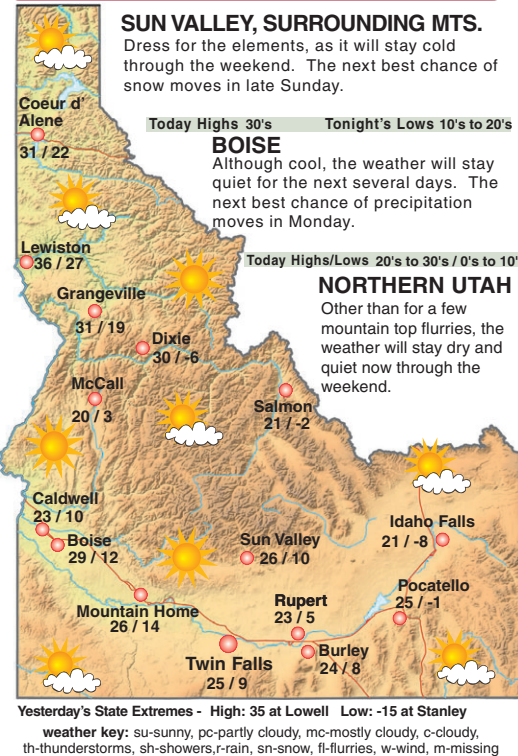 SUN VALLEY, SURROUNDING MTS.
Dress for the elements, as it will stay cold
through the weekend. The next best chance of
snow moves in late Sunday.
Today Highs 30's Tonight's Lows 10's to 20's
BOISE
Although cool, the weather will stay
quiet for the next several days. The
next best chance of precipitation
moves in Monday.
Today Highs/Lows 20's to 30's / 0's to 10'
NORTHERN UTAH
Other than for a few
mountain top flurries, the
weather will stay dry and
quiet now through the
weekend.
Coeur d'
Alene
31 / 22
Lewiston
36 / 27
Grangeville
31 / 19
Dixie
30 / -6
McCall
20 / 3
Salmon
21 / -2
Caldwell
23 / 10
Boise
29 / 12
Sun Valley
26 / 10
Idaho Falls
21 / -8
Mountain Home
26 / 14
Rupert
23 / 5
Pocatello
25 / -1
Twin Falls
25 / 9
Burley
24 / 8
Yesterday's State Extremes - High: 35 at Lowell Low: -15 at Stanley
weather key: su-sunny, pc-partly cloudy, mc-mostly cloudy, c-cloudy,
th-thunderstorms, sh-showers,r-rain, sn-snow, fl-flurries, w-wind, m-missing